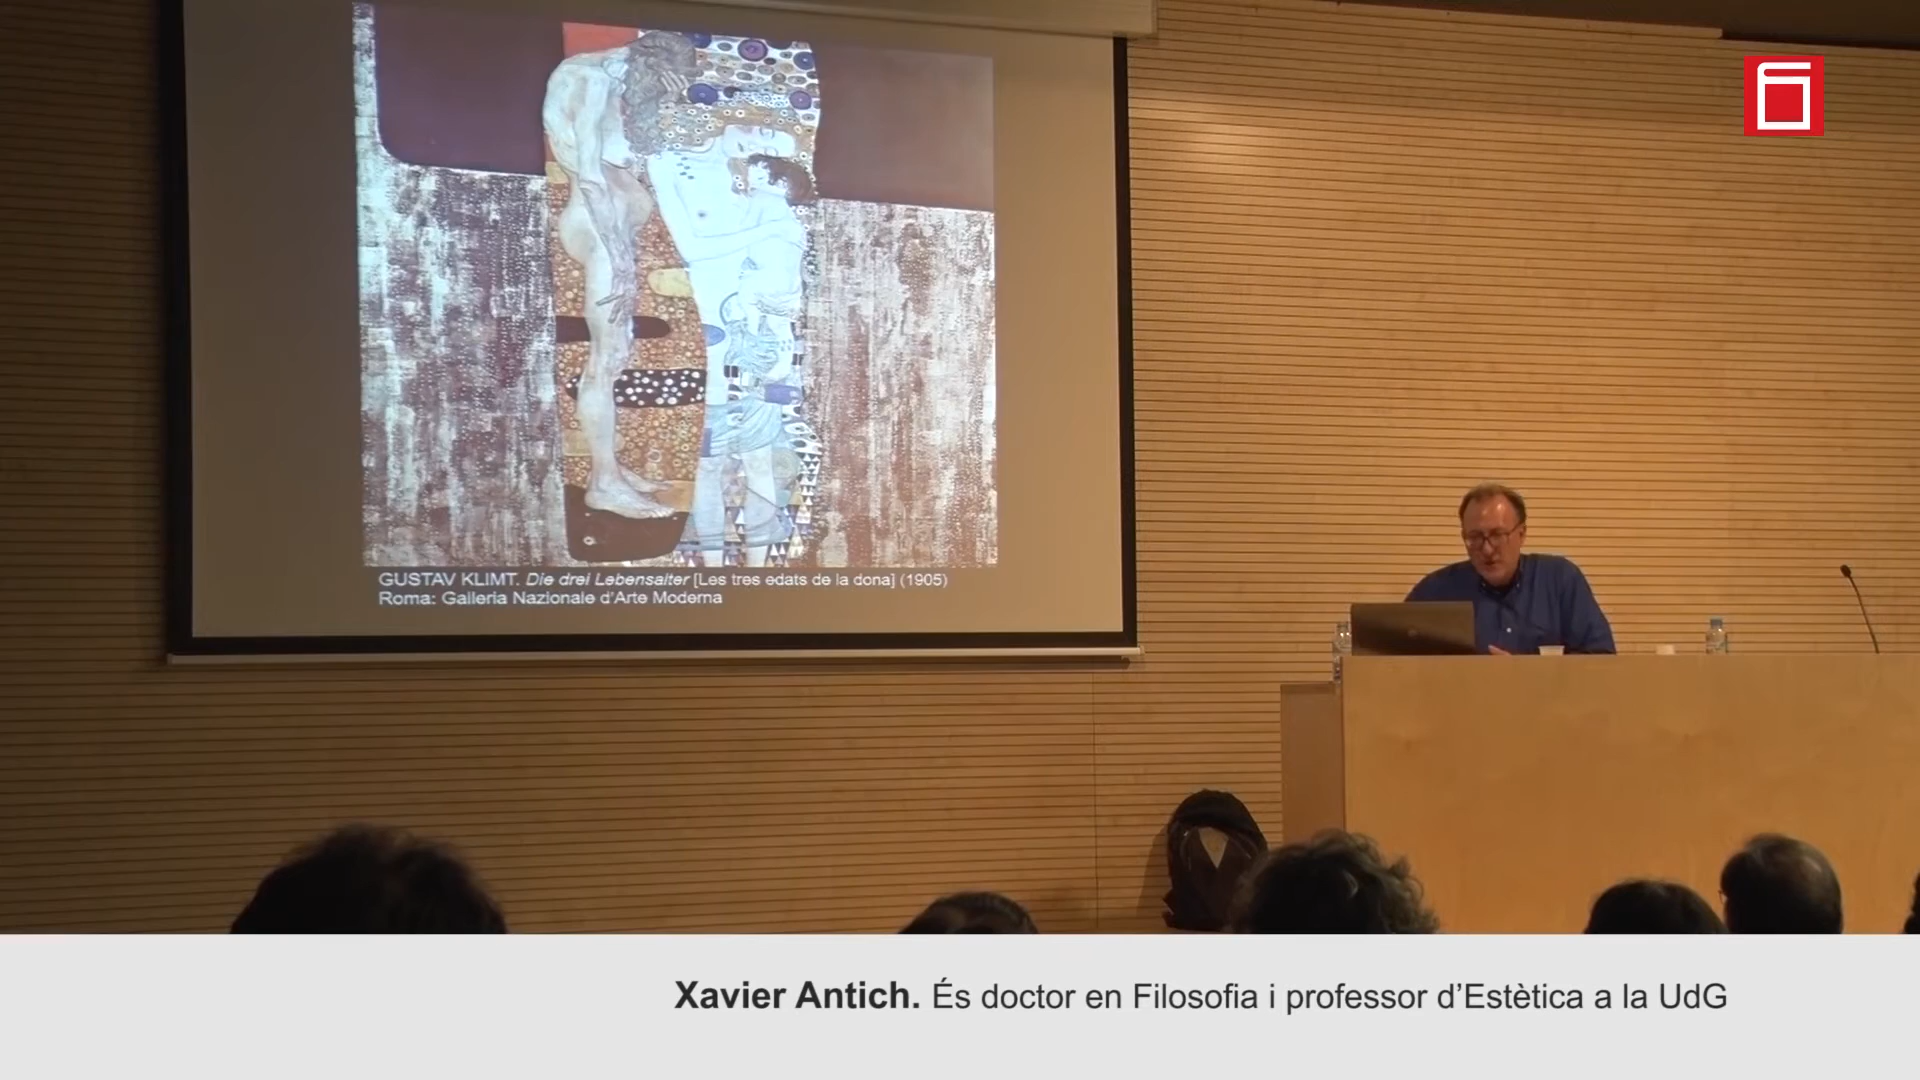 GUSTAV KLIMT. Die drei Lebensalter [Les tres edats de la dona] (1905)
Roma: Galleria Nazionale d'Arte Moderna
Xavier Antich. És doctor en Filosofia i professor d'Estètica a la UdG